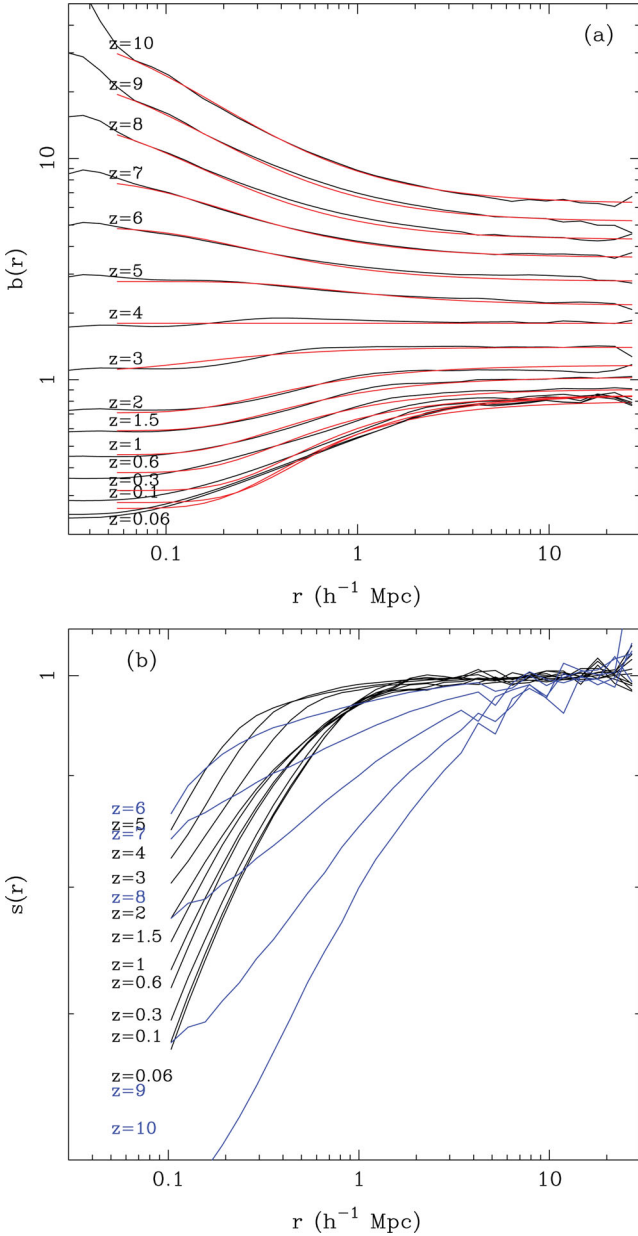 (a)
z=10
z=9
z=8
z=7
z=6
z=5
z=4
z=3
z=2
z=1.5
z=1
z=0.6
z=0.3
z=0.1
z=0.06
10
1
b(r)
0.1 1 10
r (h⁻¹ Mpc)
(b)
1
s(r)
z=6
z=5
z=7
z=4
z=3
z=8
z=2
z=1.5
z=1
z=0.6
z=0.3
z=0.1
z=0.06
z=9
z=10
0.1 1 10
r (h⁻¹ Mpc)